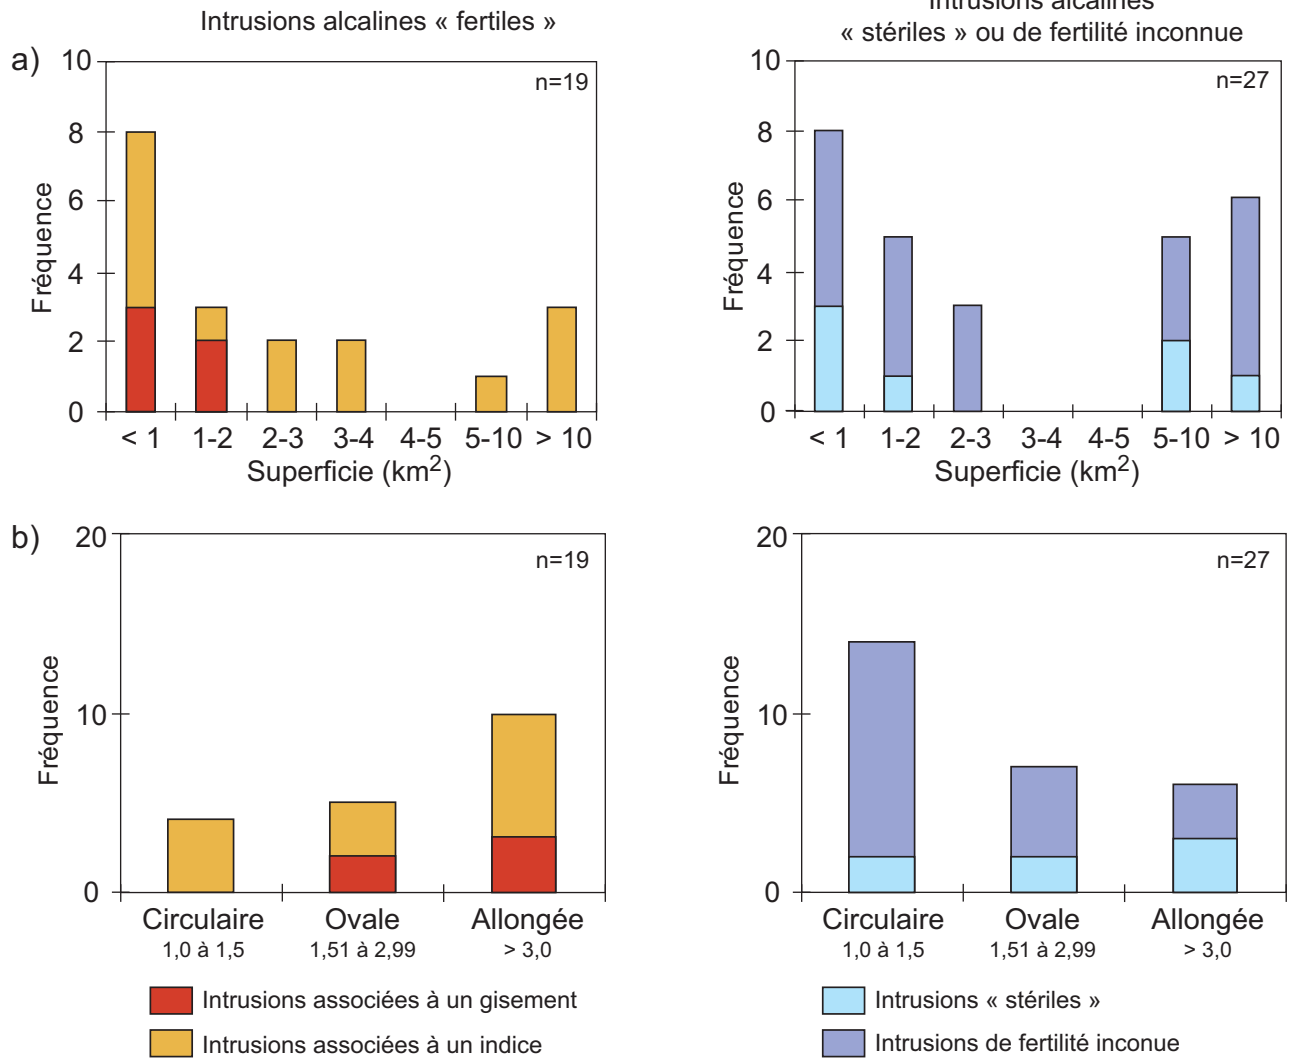 Intrusions alcalines « fertiles »
Intrusions alcalines
« stériles » ou de fertilité inconnue
a)
10
8
6
4
2
0
Fréquence
n=19
< 1 1-2 2-3 3-4 4-5 5-10 > 10
Superficie (km²)
10
8
6
4
2
0
Fréquence
n=27
< 1 1-2 2-3 3-4 4-5 5-10 > 10
Superficie (km²)
b)
20
10
0
Fréquence
n=19
Circulaire Ovale Allongée
1,0 à 1,5 1,51 à 2,99 > 3,0
20
10
0
Fréquence
n=27
Circulaire Ovale Allongée
1,0 à 1,5 1,51 à 2,99 > 3,0
Intrusions associées à un gisement
Intrusions associées à un indice
Intrusions « stériles »
Intrusions de fertilité inconue